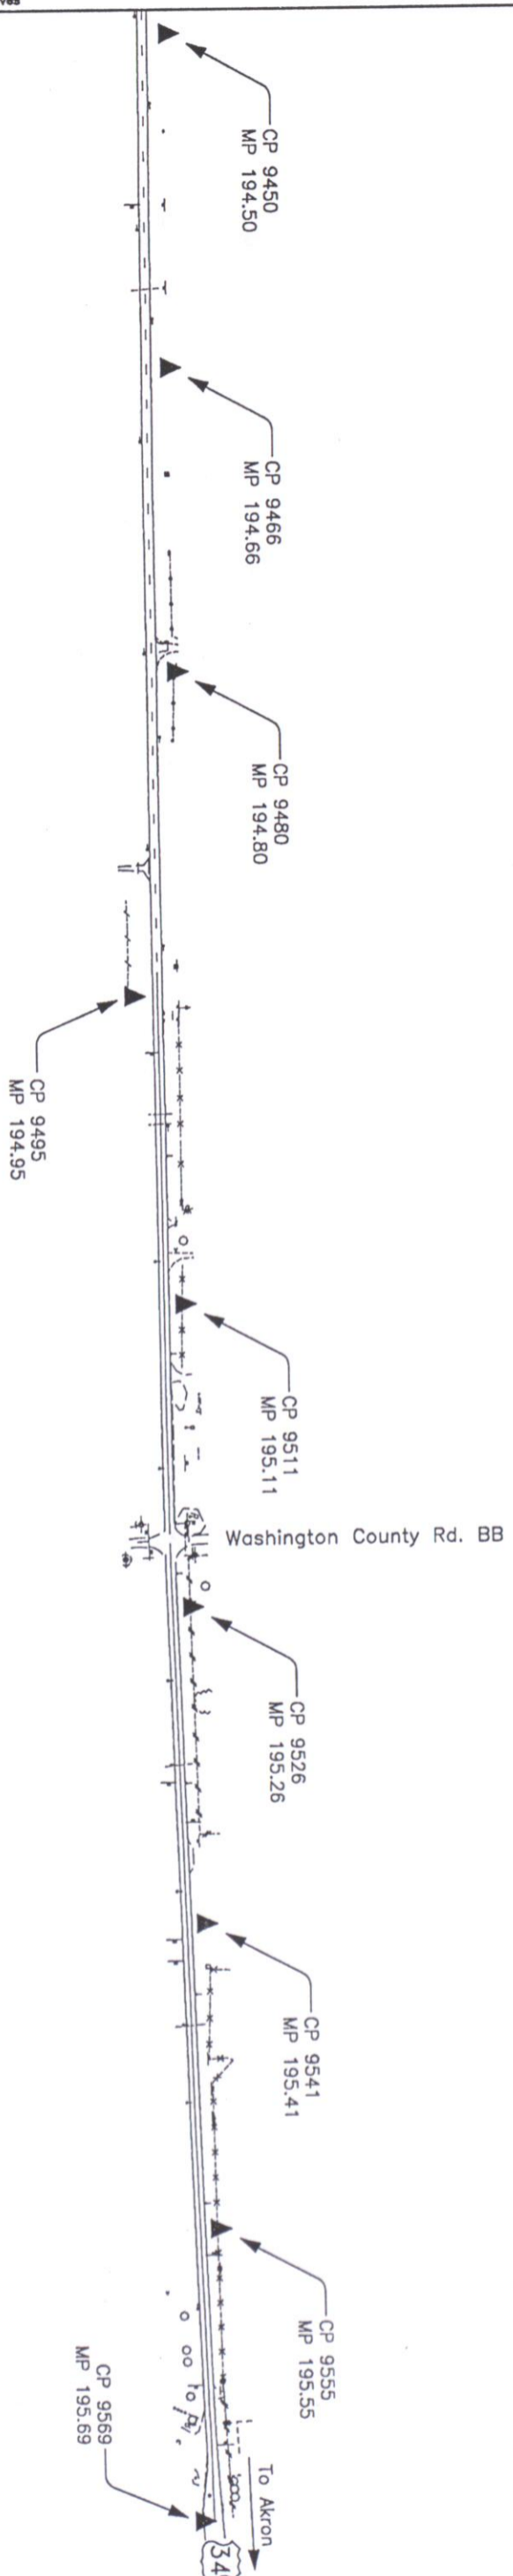 CP 9450
MP 194.50
CP 9466
MP 194.66
CP 9480
MP 194.80
CP 9495
MP 194.95
CP 9511
MP 195.11
Washington County Rd. BB
CP 9526
MP 195.26
CP 9541
MP 195.41
CP 9555
MP 195.55
CP 9569
MP 195.69
To Akron
34